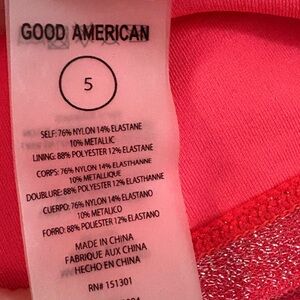 GOOD AMERICAN
5
SELF: 76% NYLON 14% ELASTANE
10% METALLIC
LINING: 88% POLYESTER 12% ELASTANE
CORPS: 76% NYLON 14% ELASTHANNE
10% METALLIQUE
DOUBLURE: 88% POLYESTER 12% ELASTHANNE
CUERPO: 76% NYLON 14% ELASTANO
10% METALICO
FORRO: 88% POLIESTER 12% ELASTANO
MADE IN CHINA
FABRIQUE AUX CHINA
HECHO EN CHINA
RN# 151301